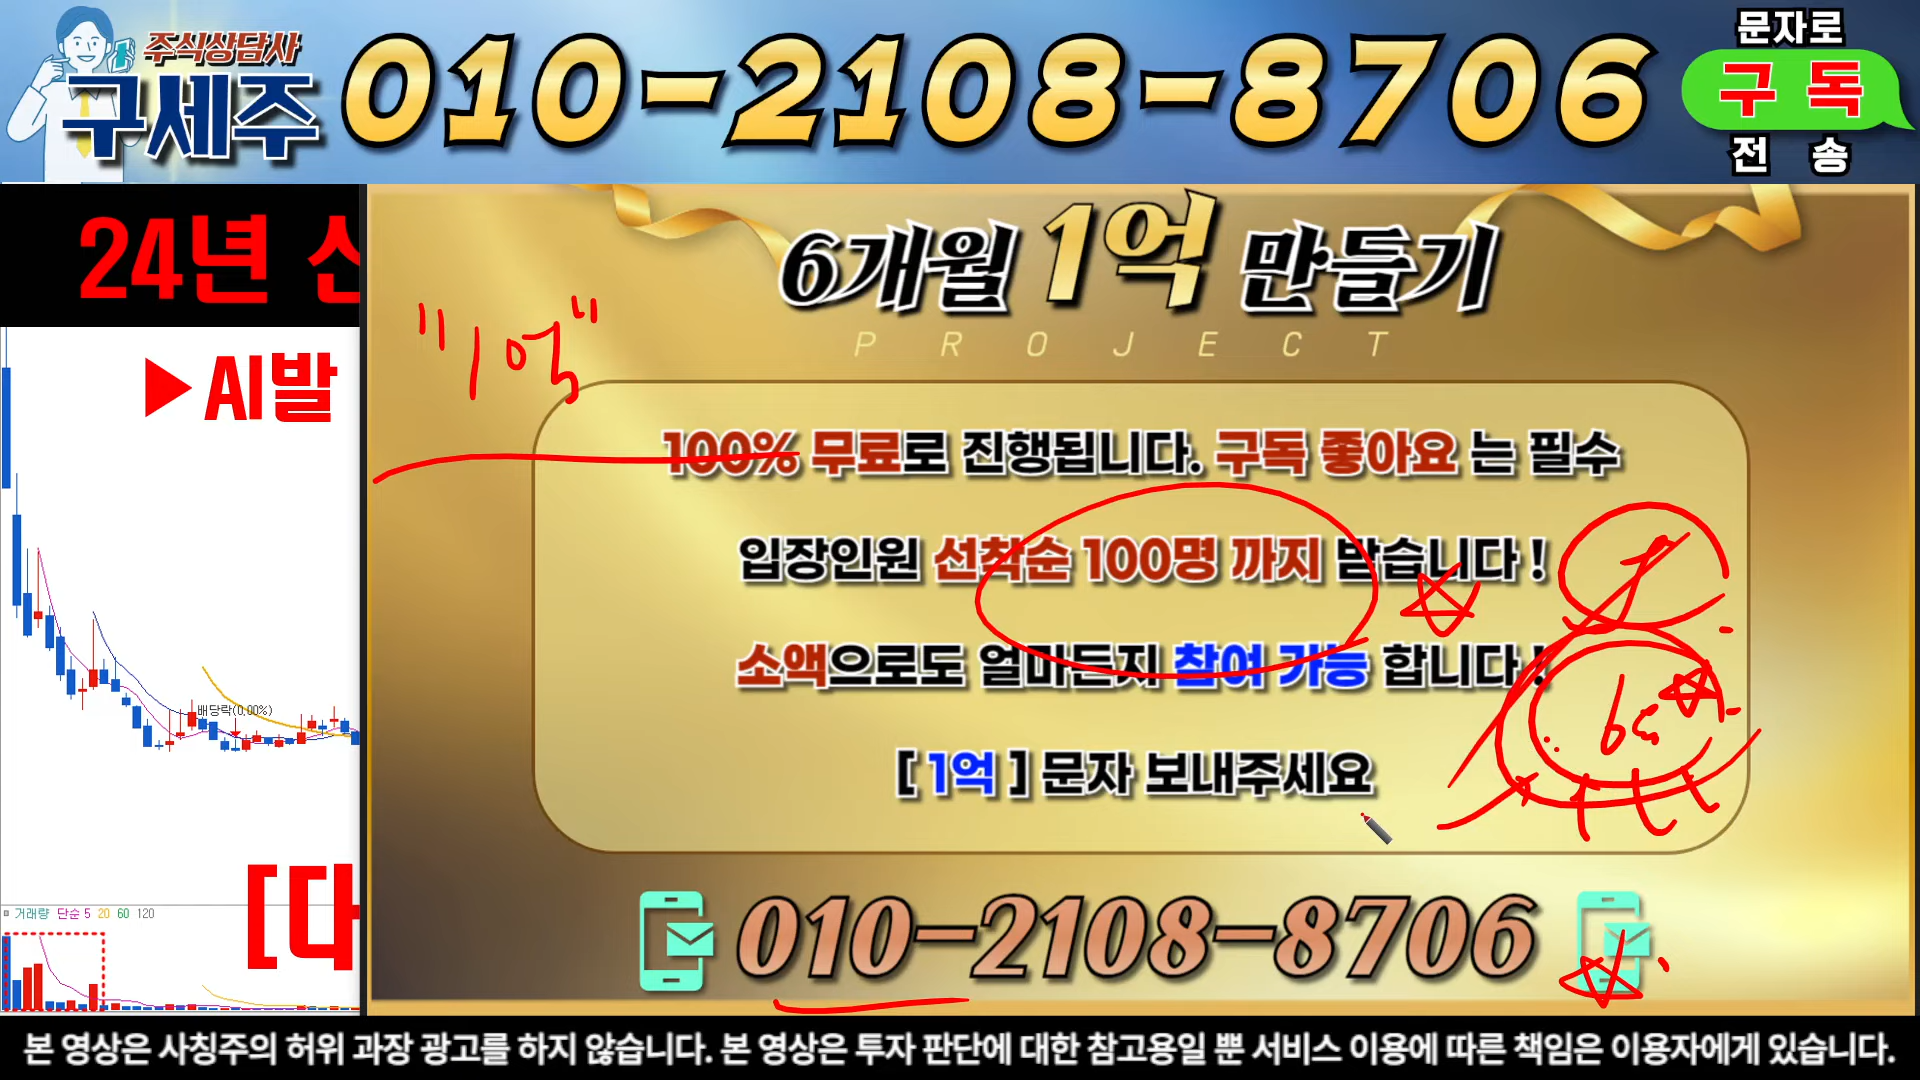 주식상담사
구세주
010-2108-8706
문자로
구독
전송
24년
▶AI발
6개월 1억 만들기
PROJECT
"1억"
100% 무료로 진행됩니다. 구독 좋아요 는 필수
입장인원 선착순 100명 까지 받습니다 !
소액으로도 얼마든지 참여 가능 합니다 !
[ 1억 ] 문자 보내주세요
010-2108-8706
배당락(0,00%)
거래량 단순 5 20 60 120
[대
본 영상은 사칭주의 허위 과장 광고를 하지 않습니다. 본 영상은 투자 판단에 대한 참고용일 뿐 서비스 이용에 따른 책임은 이용자에게 있습니다.